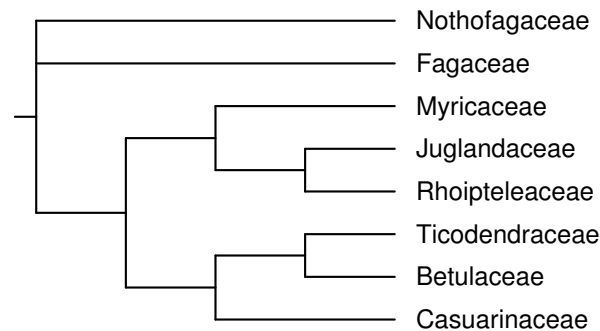 Nothofagaceae
Fagaceae
Myricaceae
Juglandaceae
Rhoipteleaceae
Ticodendraceae
Betulaceae
Casuarinaceae